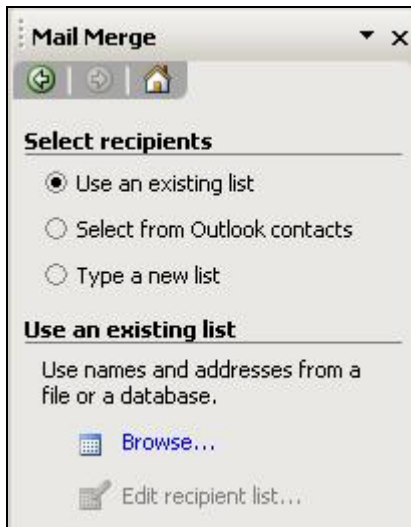 Mail Merge
Select recipients
Use an existing list
Select from Outlook contacts
Type a new list
Use an existing list
Use names and addresses from a
file or a database.
Browse...
Edit recipient list...